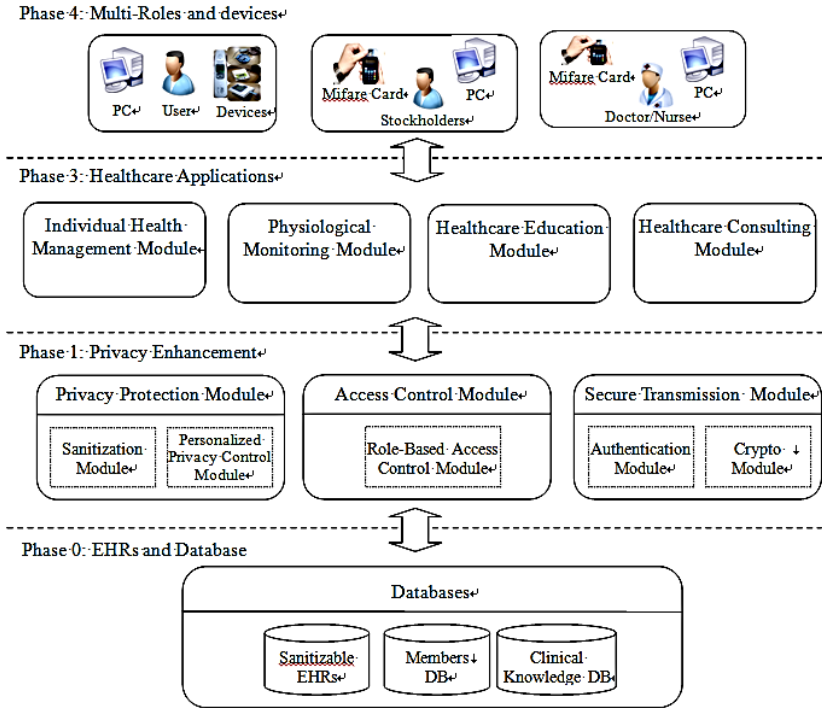 Phase 4: Multi-Roles and devices
PC
User
Devices
Mifare Card
PC
Stockholders
Mifare Card
PC
Doctor/Nurse
Phase 3: Healthcare Applications
Individual Health
Management Module
Physiological
Monitoring Module
Healthcare Education
Module
Healthcare Consulting
Module
Phase 1: Privacy Enhancement
Privacy Protection Module
Sanitization
Module
Personalized
Privacy Control
Module
Access Control Module
Role-Based Access
Control Module
Secure Transmission Module
Authentication
Module
Crypto
Module
Phase 0: EHRs and Database
Databases
Sanitizable
EHRs
Members
DB
Clinical
Knowledge DB